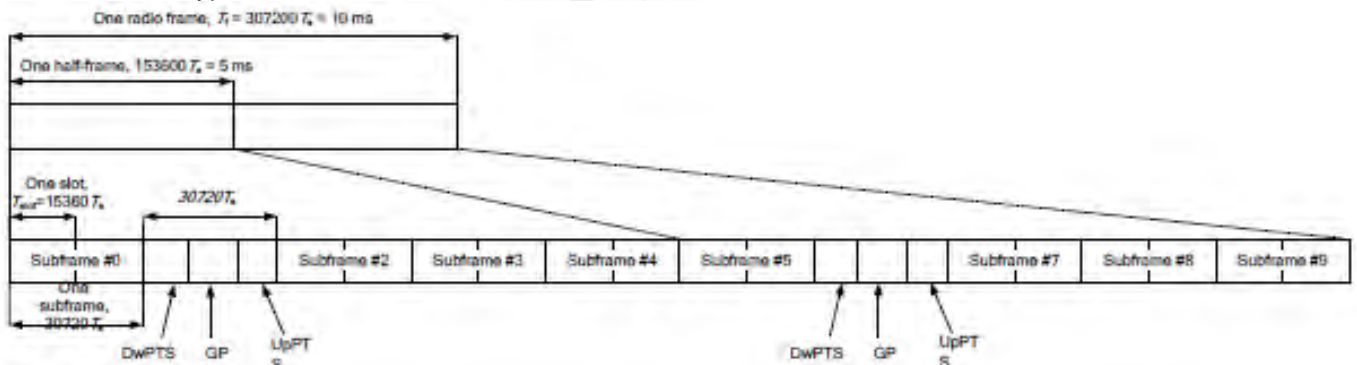 One radio frame, Tf = 307200 Ts = 10 ms
One half-frame, 153600 Ts = 5 ms
One slot,
Tslot=15360 Ts
30720Ts
Subframe #0
Subframe #2
Subframe #3
Subframe #4
Subframe #5
Subframe #7
Subframe #8
Subframe #9
One
subframe,
30720 Ts
DwPTS
GP
UpPT
S
DwPTS
GP
UpPT
S